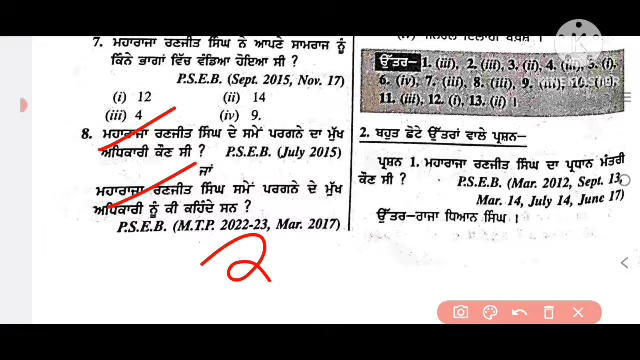 7. ਮਹਾਰਾਜਾ ਰਣਜੀਤ ਸਿੰਘ ਨੇ ਆਪਣੇ ਸਾਮਰਾਜ ਨੂੰ
ਕਿੰਨੇ ਭਾਗਾਂ ਵਿੱਚ ਵੰਡਿਆ ਹੋਇਆ ਸੀ ?
P.S.E.B. (Sept. 2015, Nov. 17)
(i) 12 (ii) 14
(iii) 4 (iv) 9.
8. ਮਹਾਰਾਜਾ ਰਣਜੀਤ ਸਿੰਘ ਦੇ ਸਮੇਂ ਪਰਗਨੇ ਦਾ ਮੁੱਖ
ਅਧਿਕਾਰੀ ਕੌਣ ਸੀ ? P.S.E.B. (July 2015)
ਜਾਂ
ਮਹਾਰਾਜਾ ਰਣਜੀਤ ਸਿੰਘ ਸਮੇਂ ਪਰਗਨੇ ਦੇ ਮੁੱਖ
ਅਧਿਕਾਰੀ ਨੂੰ ਕੀ ਕਹਿੰਦੇ ਸਨ ?
P.S.E.B. (M.T.P. 2022-23, Mar. 2017)
2
ਉੱਤਰ— 1. (iii), 2. (iii), 3. (ii), 4. (iii), 5. (i),
6. (iv) 7. (iii), 8. (iii), 9.
11. (iii), 12. (i), 13. (ii) ।
2. ਬਹੁਤ ਛੋਟੇ ਉੱਤਰਾਂ ਵਾਲੇ ਪ੍ਰਸ਼ਨ—
ਪ੍ਰਸ਼ਨ 1. ਮਹਾਰਾਜਾ ਰਣਜੀਤ ਸਿੰਘ ਦਾ ਪ੍ਰਧਾਨ ਮੰਤਰੀ
ਕੌਣ ਸੀ ? P.S.E.B. (Mar. 2012, Sept. 13,
Mar. 14, July 14, June 17)
ਉੱਤਰ—ਰਾਜਾ ਧਿਆਨ ਸਿੰਘ ।